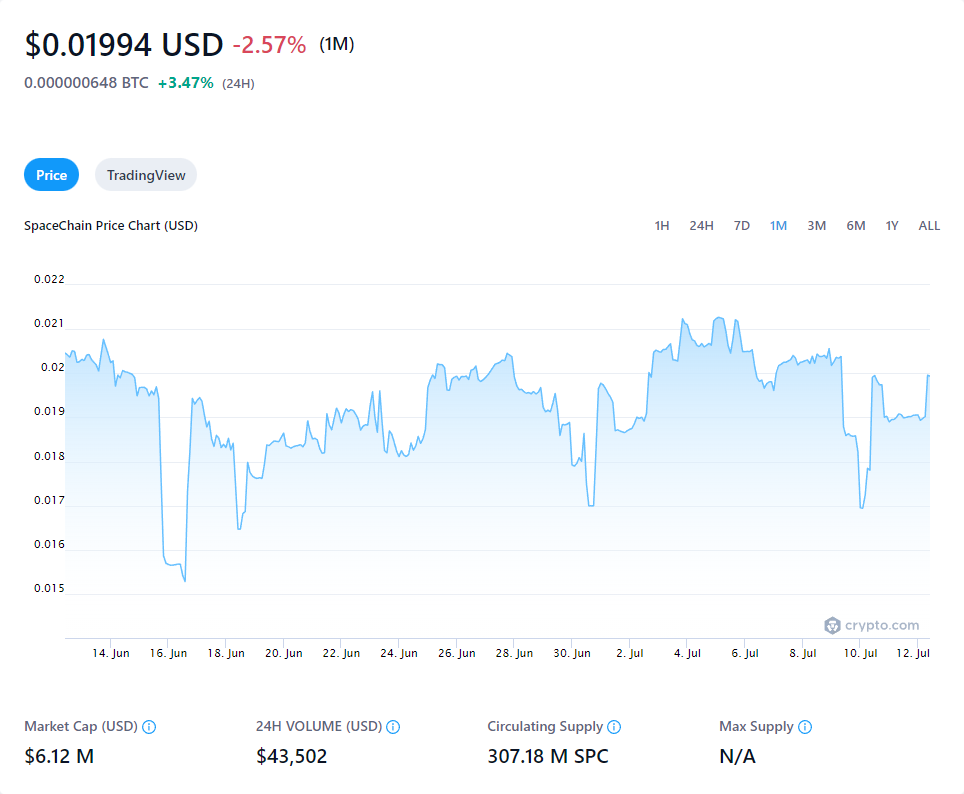 $0.01994 USD -2.57% (1M)
0.000000648 BTC +3.47% (24H)
Price TradingView
SpaceChain Price Chart (USD) 1H 24H 7D 1M 3M 6M 1Y ALL
0.022
0.021
0.02
0.019
0.018
0.017
0.016
0.015
crypto.com
14. Jun 16. Jun 18. Jun 20. Jun 22. Jun 24. Jun 26. Jun 28. Jun 30. Jun 2. Jul 4. Jul 6. Jul 8. Jul 10. Jul 12. Jul
Market Cap (USD) 24H VOLUME (USD) Circulating Supply Max Supply
$6.12 M $43,502 307.18 M SPC N/A